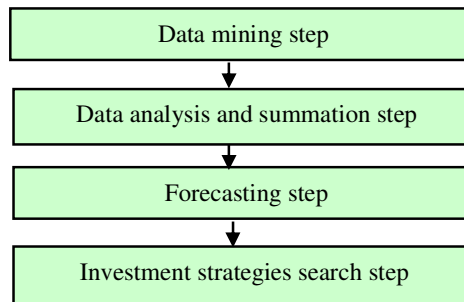 Data mining step
Data analysis and summation step
Forecasting step
Investment strategies search step